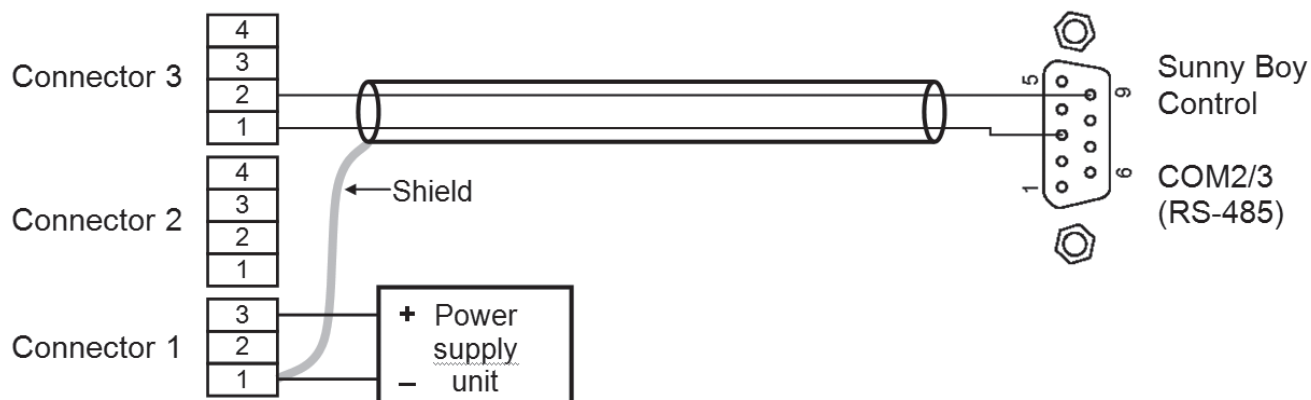 Connector 3
4
3
2
1
Connector 2
4
3
2
1
Connector 1
3
2
1
Shield
+ Power
supply
– unit
5
9
1
6
Sunny Boy
Control
COM2/3
(RS-485)